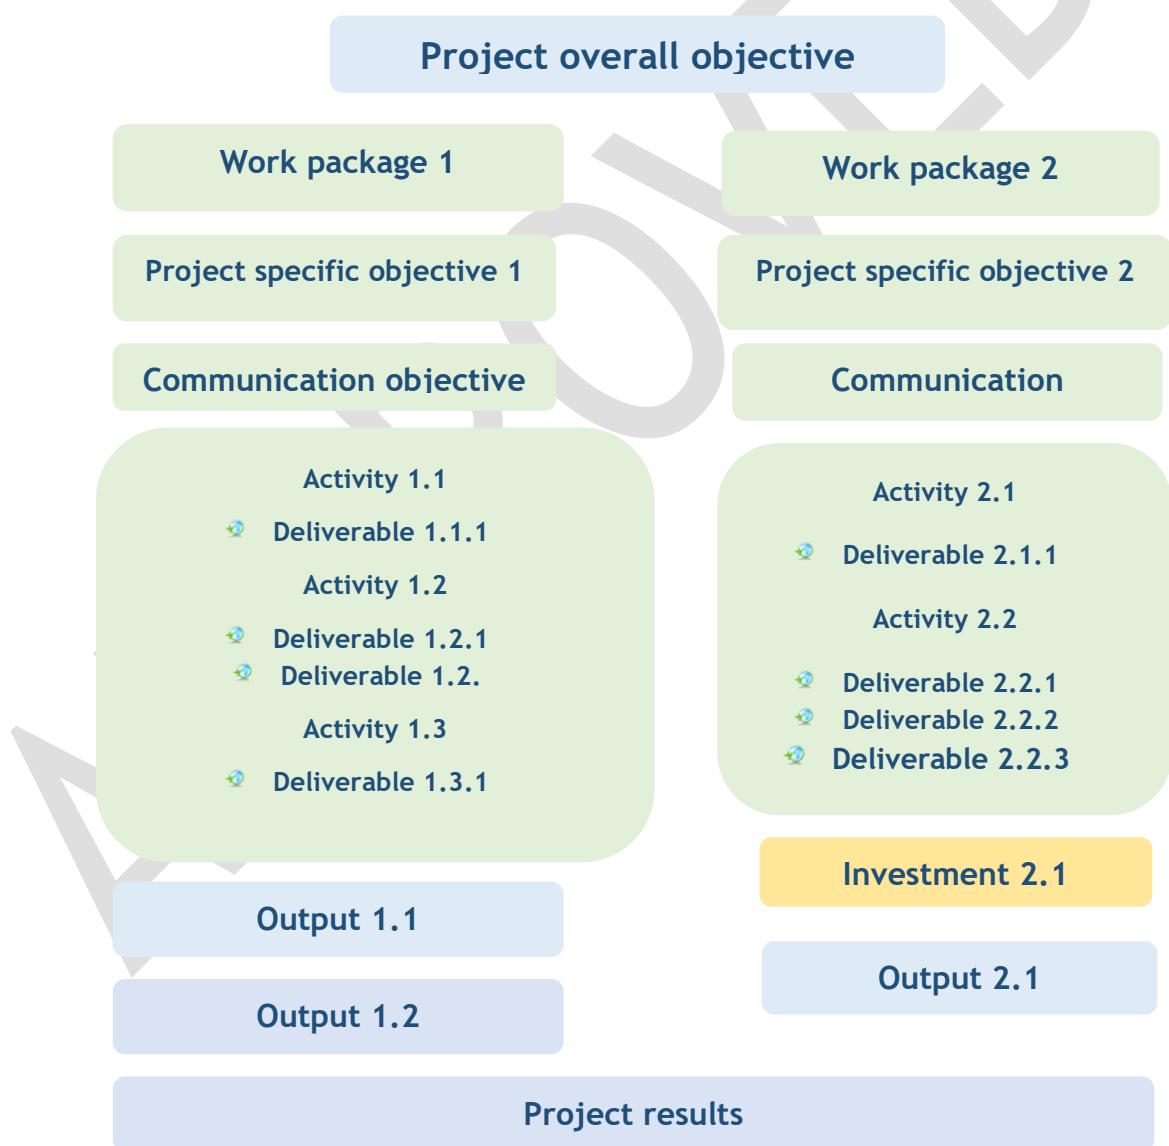 Project overall objective
Work package 1
Project specific objective 1
Communication objective
Activity 1.1
Deliverable 1.1.1
Activity 1.2
Deliverable 1.2.1
Deliverable 1.2.
Activity 1.3
Deliverable 1.3.1
Output 1.1
Output 1.2
Work package 2
Project specific objective 2
Communication
Activity 2.1
Deliverable 2.1.1
Activity 2.2
Deliverable 2.2.1
Deliverable 2.2.2
Deliverable 2.2.3
Investment 2.1
Output 2.1
Project results